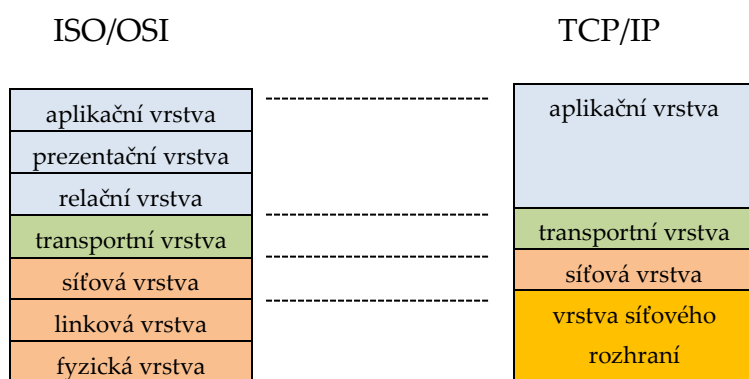 ISO/OSI
TCP/IP
aplikační vrstva
prezentační vrstva
relační vrstva
transportní vrstva
síťová vrstva
linková vrstva
fyzická vrstva
aplikační vrstva
transportní vrstva
síťová vrstva
vrstva síťového
rozhraní